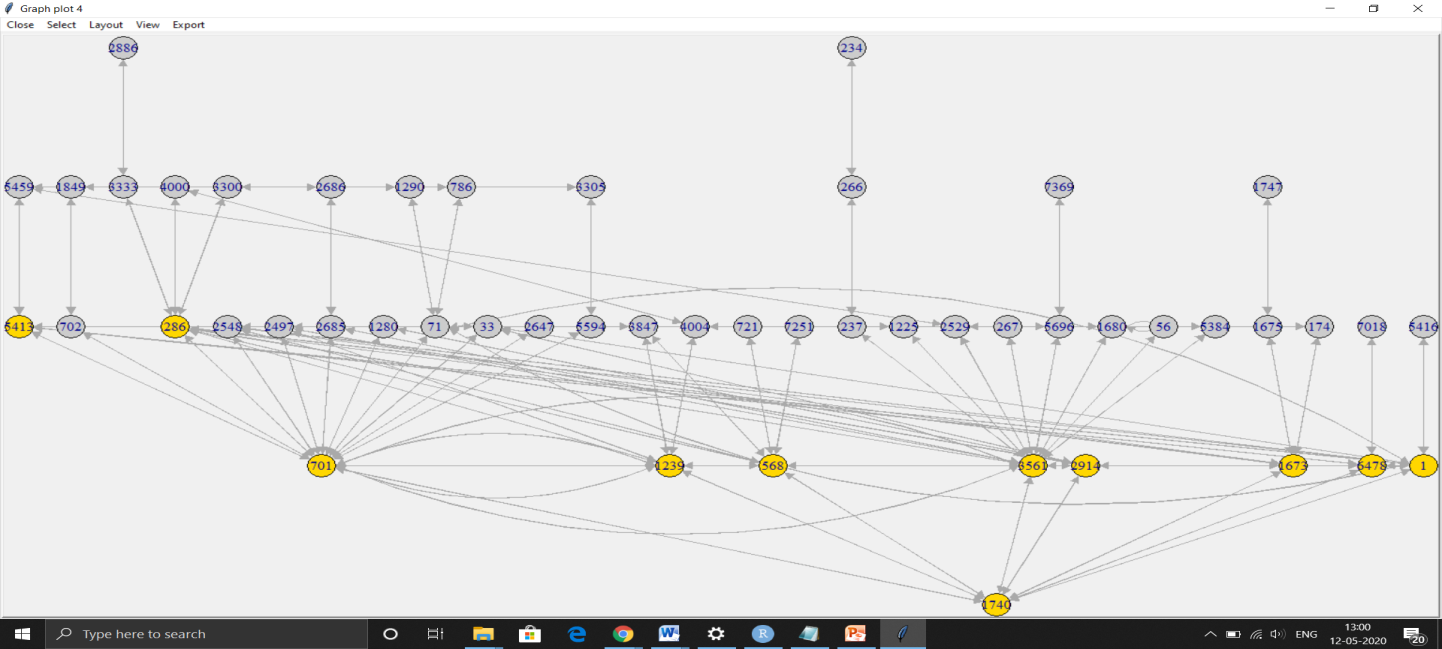 Graph plot 4
Close Select Layout View Export
2886 234
5459 1849 3333 4000 3300 2686 1290 786 3305 266 7369 1747
5413 702 286 2548 2497 2685 1280 71 33 2647 5594 3847 4004 721 7251 237 1225 2529 267 5696 1680 56 5384 1675 174 7018 5416
701 1239 568 3561 2914 1673 6478 1
1740
Type here to search
ENG
13:00
12-05-2020
20